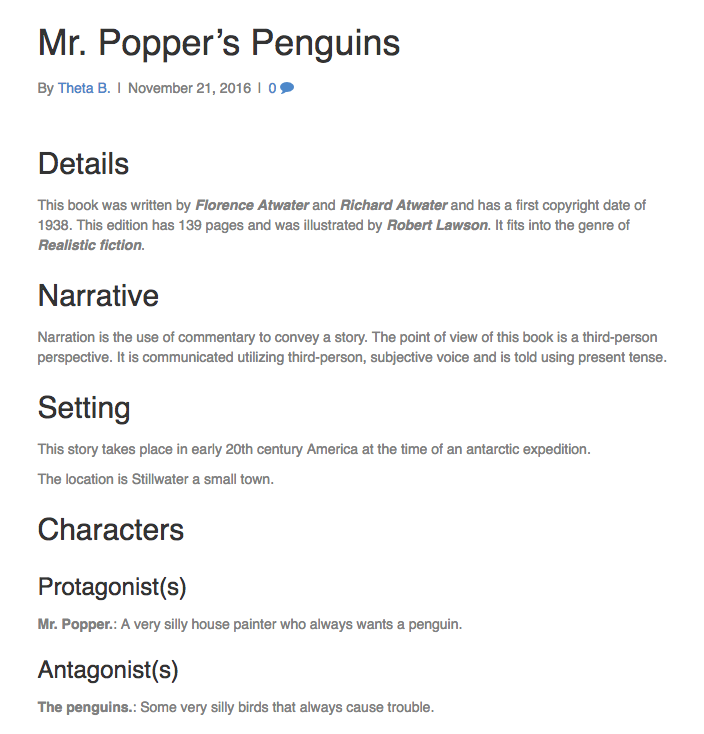 Mr. Popper’s Penguins
By Theta B. | November 21, 2016 | 0
Details
This book was written by Florence Atwater and Richard Atwater and has a first copyright date of
1938. This edition has 139 pages and was illustrated by Robert Lawson. It fits into the genre of
Realistic fiction.
Narrative
Narration is the use of commentary to convey a story. The point of view of this book is a third-person
perspective. It is communicated utilizing third-person, subjective voice and is told using present tense.
Setting
This story takes place in early 20th century America at the time of an antarctic expedition.
The location is Stillwater a small town.
Characters
Protagonist(s)
Mr. Popper.: A very silly house painter who always wants a penguin.
Antagonist(s)
The penguins.: Some very silly birds that always cause trouble.